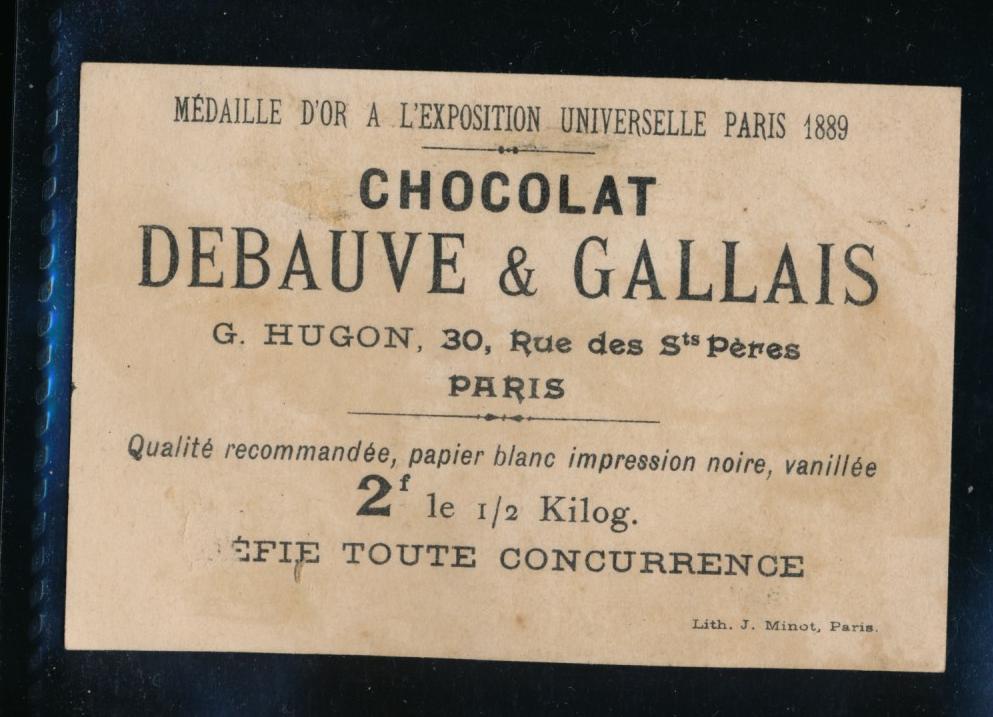 MÉDAILLE D'OR A L'EXPOSITION UNIVERSELLE PARIS 1889
CHOCOLAT
DEBAUVE & GALLAIS
G. HUGON, 30, Rue des Sts Pères
PARIS
Qualité recommandée, papier blanc impression noire, vanillée
2f le 1/2 Kilog.
ÉFIE TOUTE CONCURRENCE
Lith. J. Minot, Paris.